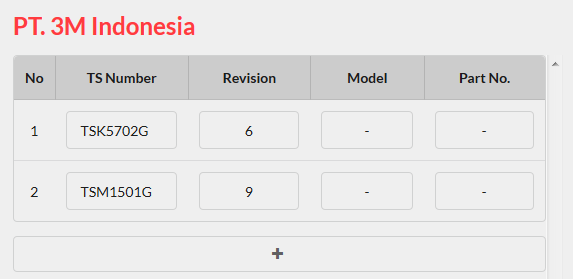 PT. 3M Indonesia
No TS Number Revision Model Part No.
1 TSK5702G 6 - -
2 TSM1501G 9 - -
+